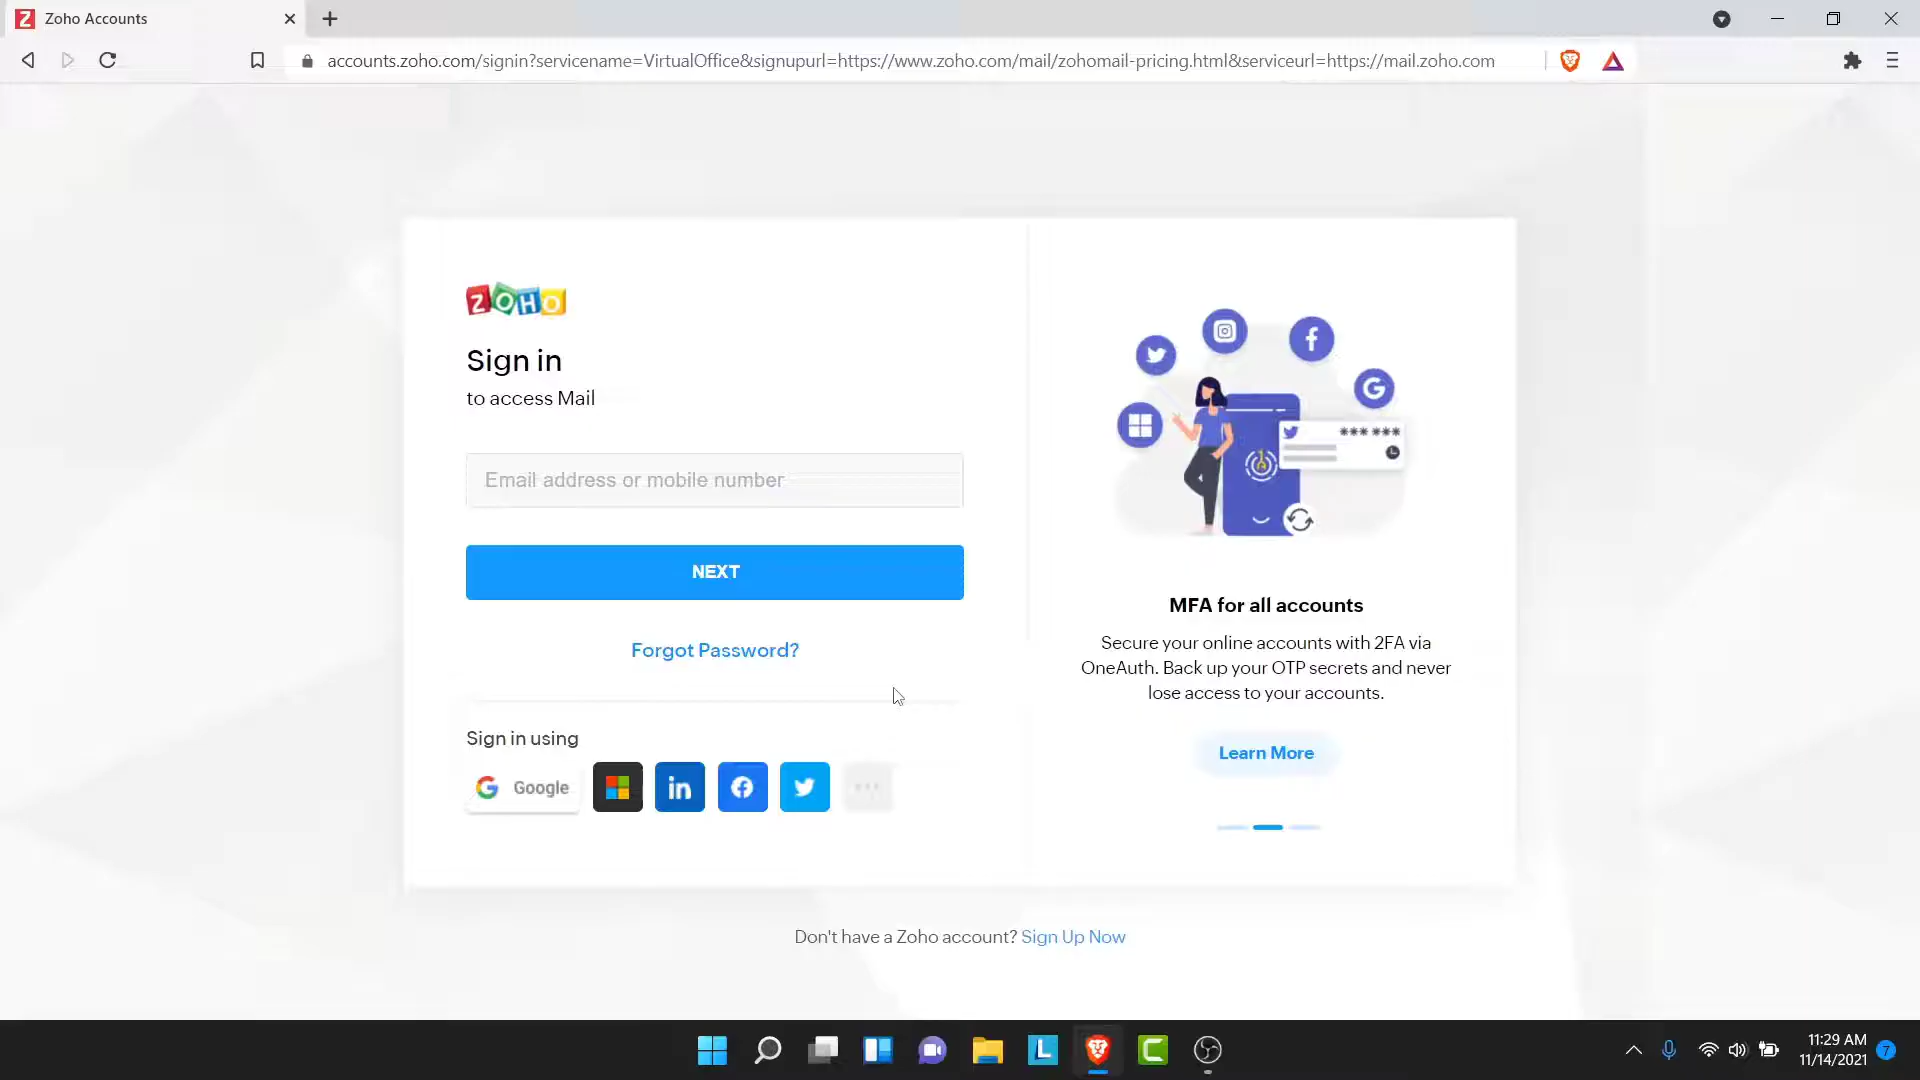 Zoho Accounts
accounts.zoho.com/signin?servicename=VirtualOffice&signupurl=https://www.zoho.com/mail/zohomail-pricing.html&serviceurl=https://mail.zoho.com
ZOHO
Sign in
to access Mail
Email address or mobile number
NEXT
Forgot Password?
Sign in using
Google
*** ***
MFA for all accounts
Secure your online accounts with 2FA via
OneAuth. Back up your OTP secrets and never
lose access to your accounts.
Learn More
Don't have a Zoho account? Sign Up Now
11:29 AM
11/14/2021
7